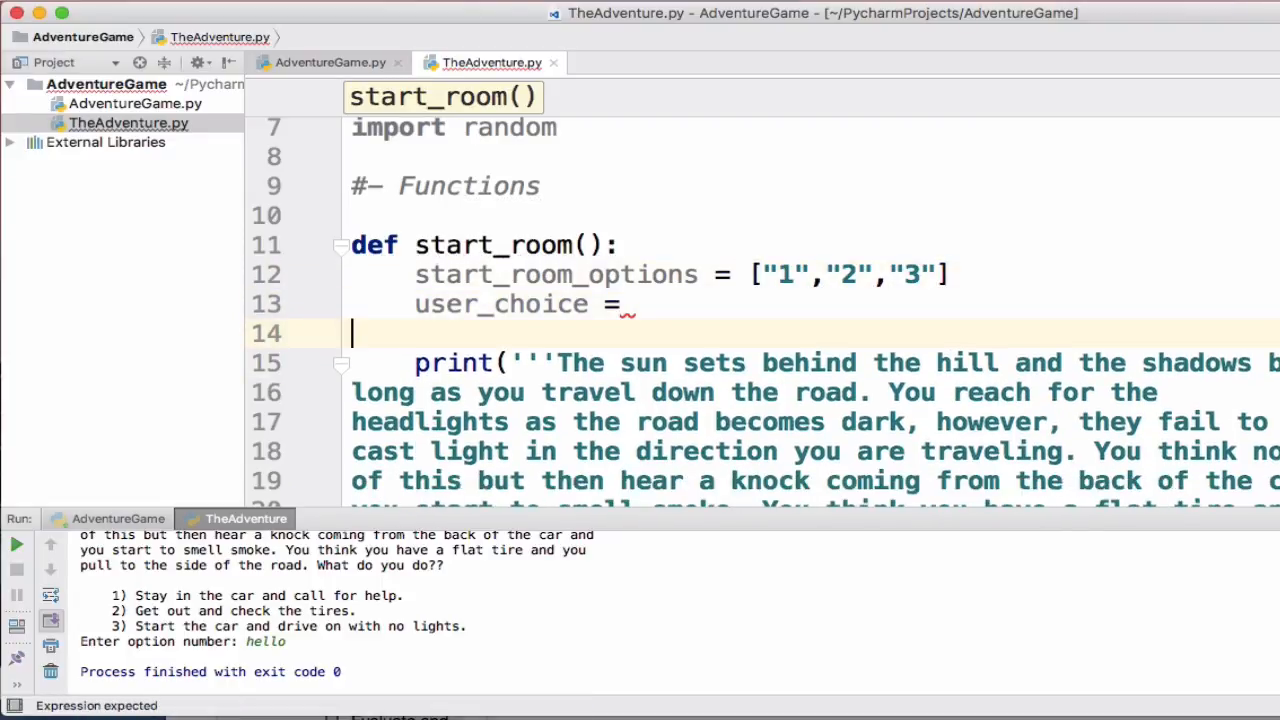 TheAdventure.py - AdventureGame - [~/PycharmProjects/AdventureGame]
AdventureGame
TheAdventure.py
Project
AdventureGame.py
TheAdventure.py
AdventureGame ~/Pycharm
AdventureGame.py
TheAdventure.py
External Libraries
start_room()
7 import random
8
9 #- Functions
10
11 def start_room():
12 start_room_options = ["1","2","3"]
13 user_choice =
14
15 print('''The sun sets behind the hill and the shadows b
16 long as you travel down the road. You reach for the
17 headlights as the road becomes dark, however, they fail to
18 cast light in the direction you are traveling. You think no
19 of this but then hear a knock coming from the back of the c
Run: AdventureGame TheAdventure
of this but then hear a knock coming from the back of the car and
you start to smell smoke. You think you have a flat tire and you
pull to the side of the road. What do you do??
1) Stay in the car and call for help.
2) Get out and check the tires.
3) Start the car and drive on with no lights.
Enter option number: hello
Process finished with exit code 0
Expression expected